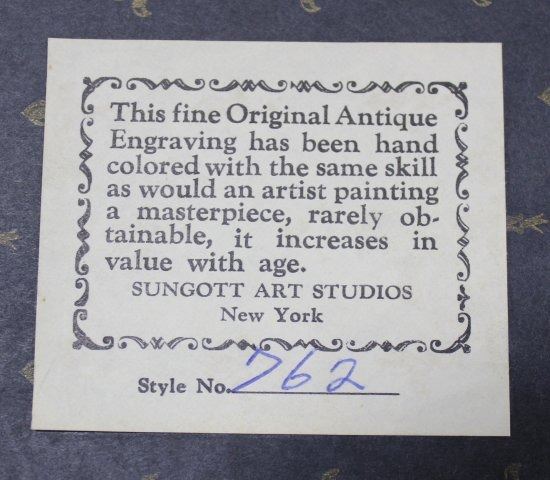 This fine Original Antique
Engraving has been hand
colored with the same skill
as would an artist painting
a masterpiece, rarely ob-
tainable, it increases in
value with age.
SUNGOTT ART STUDIOS
New York
Style No. 762